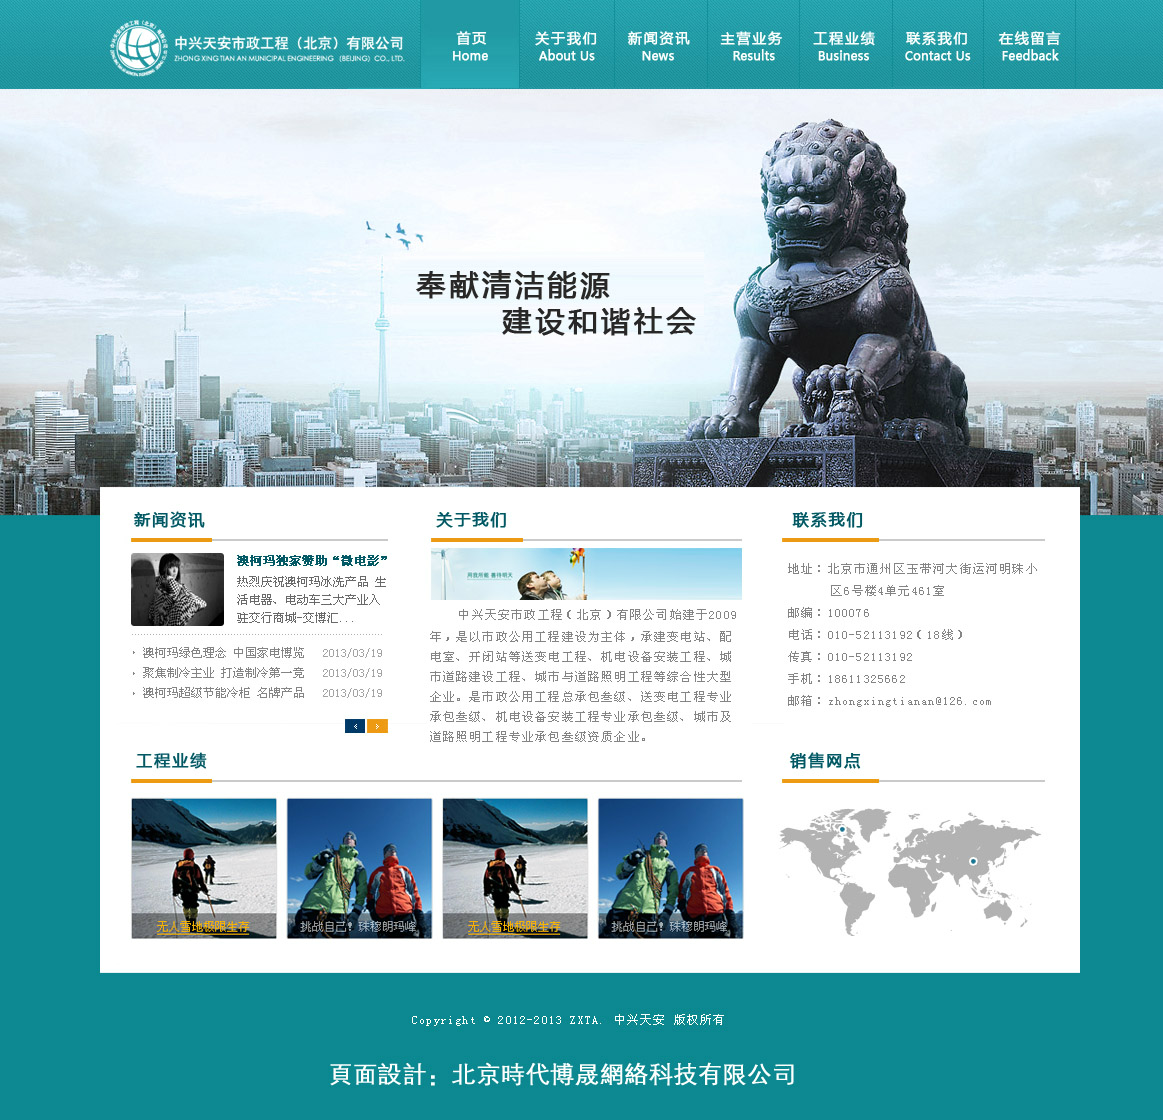 中兴天安市政工程（北京）有限公司
ZHONG XING TIAN AN MUNICIPAL ENGINEERING (BEIJING) CO., LTD.
首页
Home
关于我们
About Us
新闻资讯
News
主营业务
Results
工程业绩
Business
联系我们
Contact Us
在线留言
Feedback
奉献清洁能源
建设和谐社会
新闻资讯
澳柯玛独家赞助“微电影”
热烈庆祝澳柯玛冰洗产品 生
活电器、电动车三大产业入
驻交行商城-交博汇...
澳柯玛绿色理念 中国家电博览 2013/03/19
聚焦制冷主业 打造制冷第一竞 2013/03/19
澳柯玛超级节能冷柜 名牌产品 2013/03/19
关于我们
中兴天安市政工程（北京）有限公司始建于2009
年，是以市政公用工程建设为主体，承建变电站、配
电室、开闭站等送变电工程、机电设备安装工程、城
市道路建设工程、城市与道路照明工程等综合性大型
企业。是市政公用工程总承包叁级、送变电工程专业
承包叁级、机电设备安装工程专业承包叁级、城市及
道路照明工程专业承包叁级资质企业。
联系我们
地址：北京市通州区玉带河大街运河明珠小
区6号楼4单元461室
邮编：100076
电话：010-52113192（18线）
传真：010-52113192
手机：18611325662
邮箱：zhongxingtianan@126.com
工程业绩
无人雪地极限生存
挑战自己！珠穆朗玛峰
无人雪地极限生存
挑战自己！珠穆朗玛峰
销售网点
Copyright © 2012-2013 ZXTA. 中兴天安 版权所有
頁面設計：北京時代博晟網絡科技有限公司